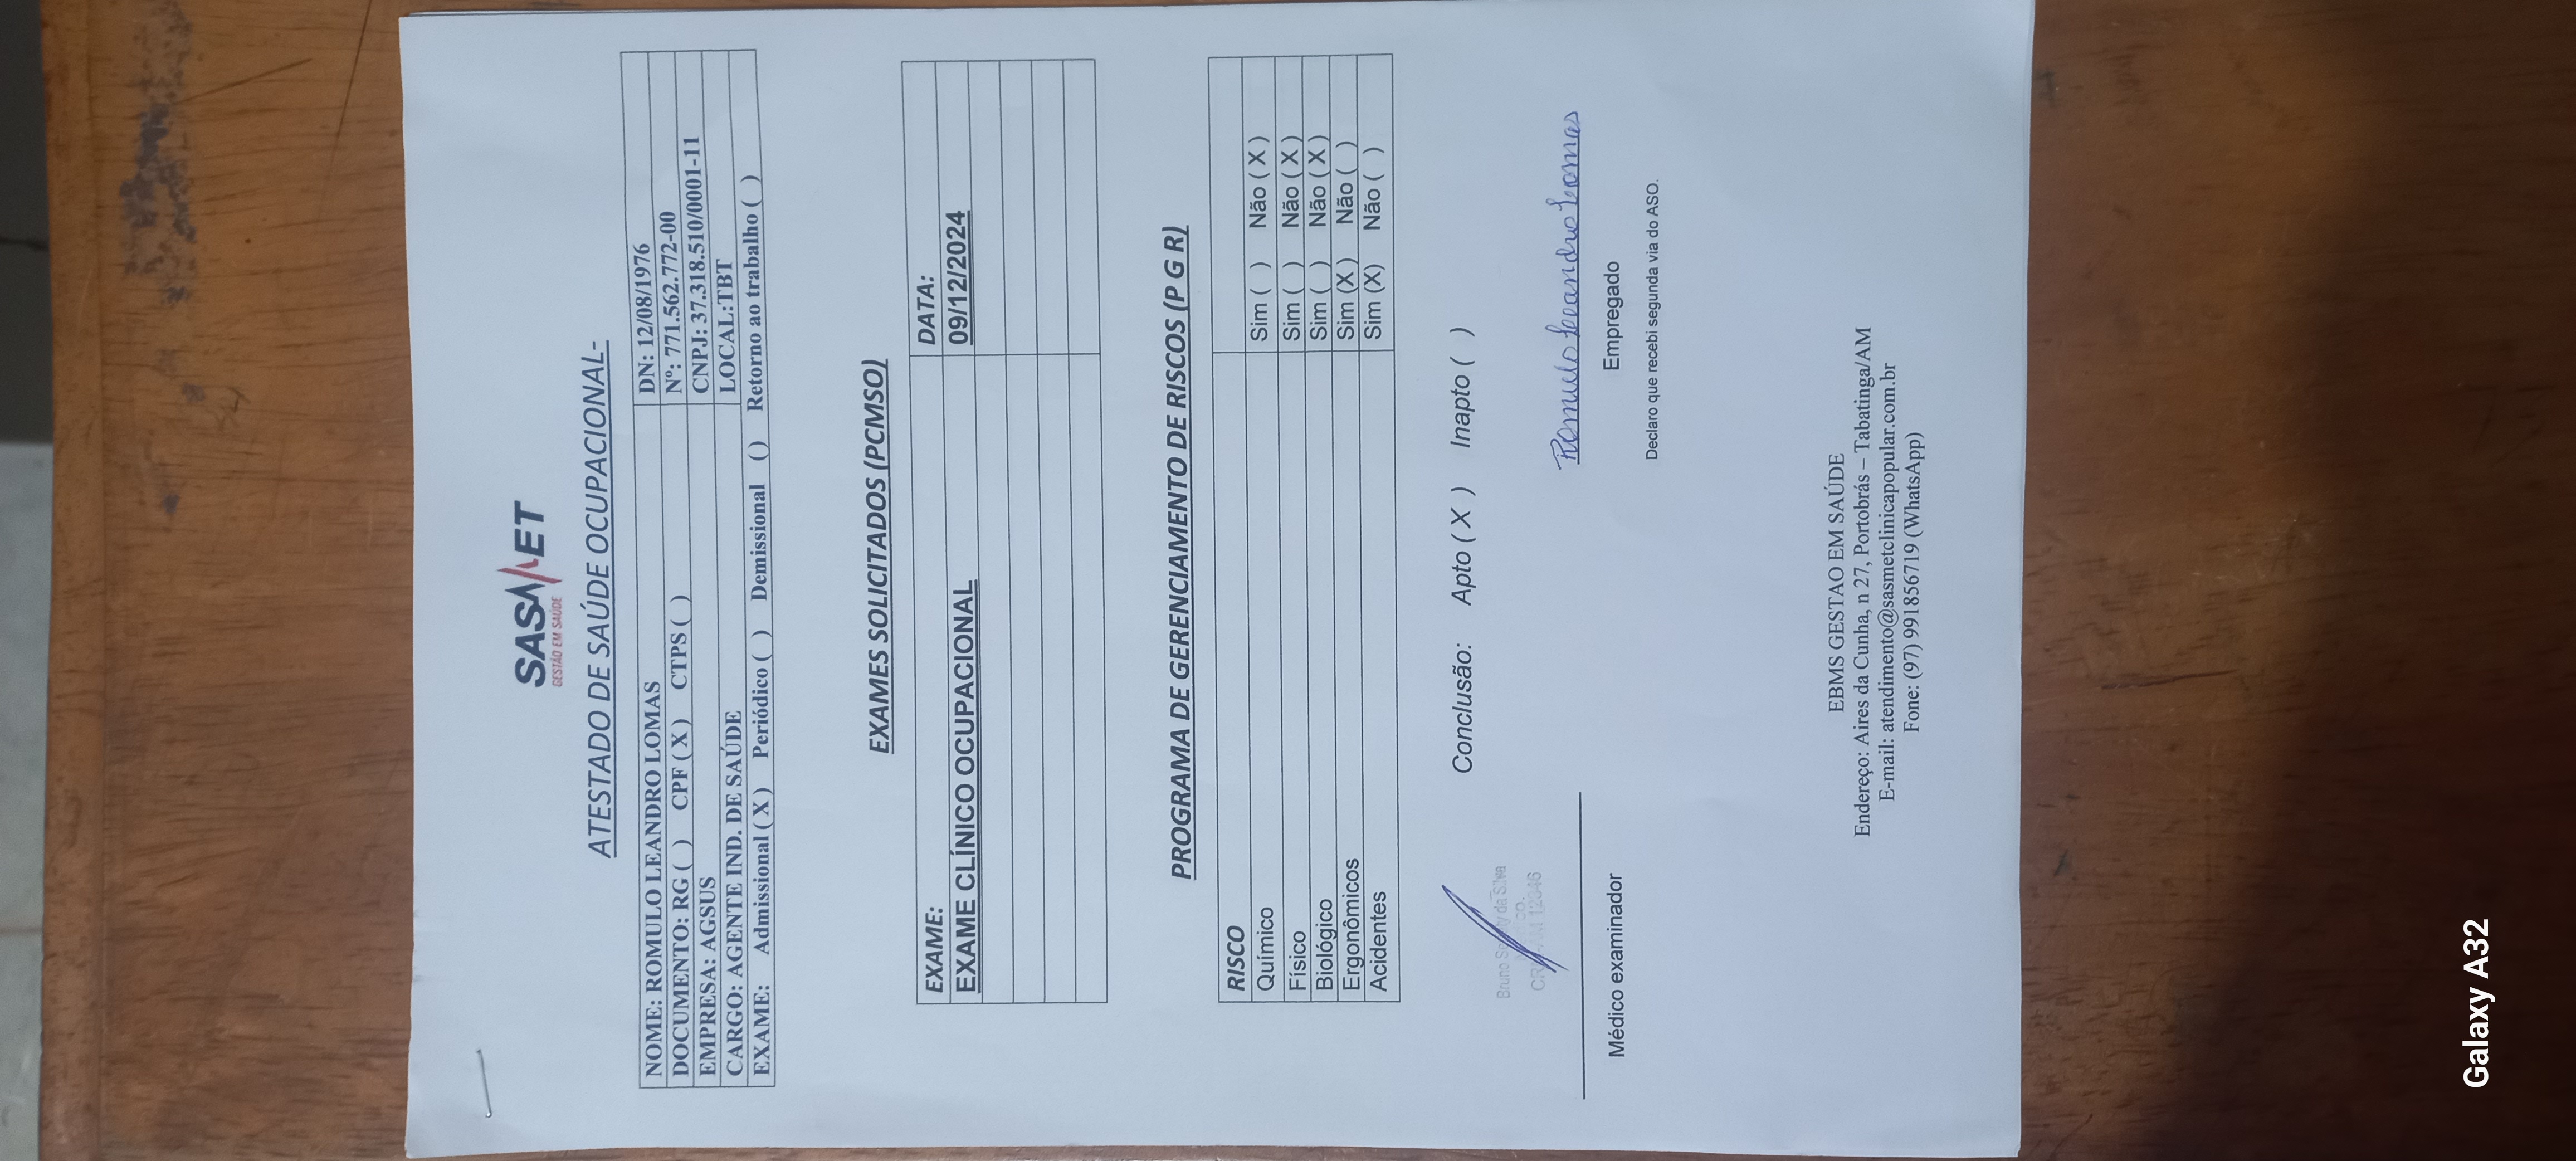 SASMET
GESTÃO EM SAÚDE
ATESTADO DE SAÚDE OCUPACIONAL-
NOME: ROMULO LEANDRO LOMAS DN: 12/08/1976
DOCUMENTO: RG ( ) CPF ( X ) CTPS ( ) Nº: 771.562.772-00
EMPRESA: AGSUS CNPJ: 37.318.510/0001-11
CARGO: AGENTE IND. DE SAÚDE LOCAL:TBT
EXAME: Admissional ( X ) Periódico ( ) Demissional () Retorno ao trabalho ( )
EXAMES SOLICITADOS (PCMSO)
EXAME: DATA:
EXAME CLÍNICO OCUPACIONAL 09/12/2024
PROGRAMA DE GERENCIAMENTO DE RISCOS (P G R)
RISCO
Químico Sim ( ) Não ( X )
Físico Sim ( ) Não ( X )
Biológico Sim ( ) Não ( X )
Ergonômicos Sim (X ) Não ( )
Acidentes Sim (X) Não ( )
Conclusão: Apto ( X ) Inapto ( )
Bruno da Silva
Romulo Leandro Lomas
Médico examinador Empregado
Declaro que recebi segunda via do ASO.
EBMS GESTAO EM SAÚDE
Endereço: Aires da Cunha, n 27, Portobrás – Tabatinga/AM
E-mail: atendimento@sasmetclinicapopular.com.br
Fone: (97) 991856719 (WhatsApp)
Galaxy A32